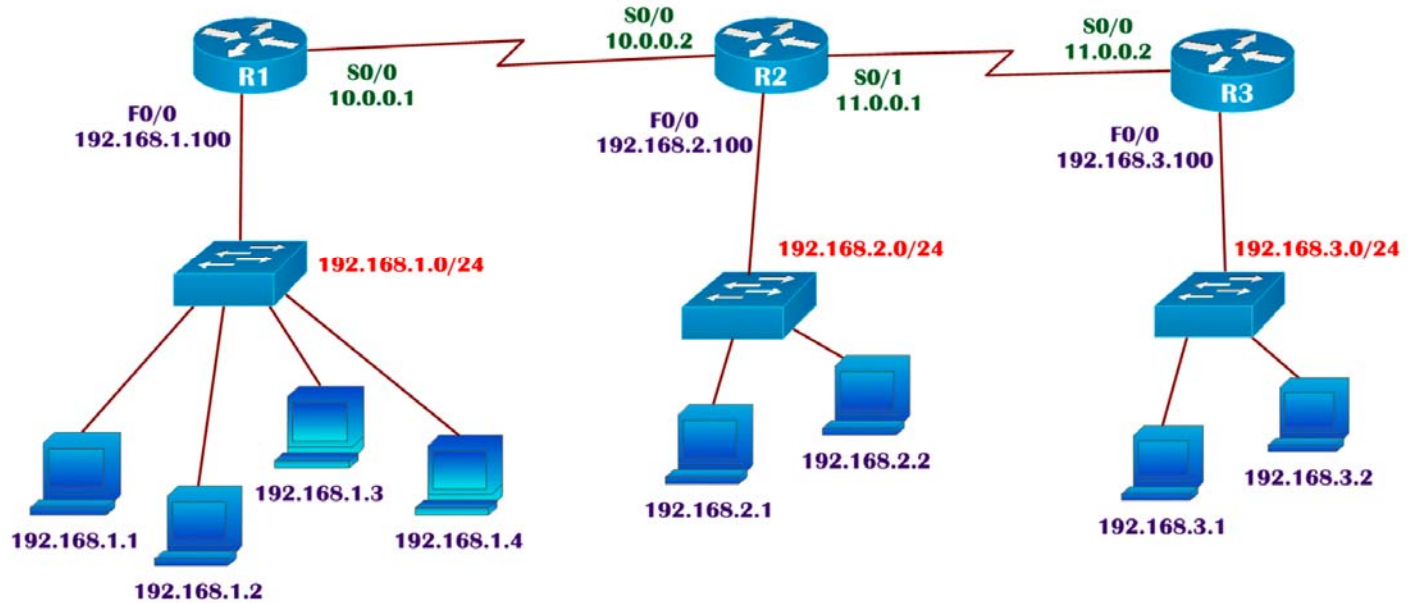 S0/0
10.0.0.2
S0/0
11.0.0.2
R1
R2
R3
S0/0
10.0.0.1
S0/1
11.0.0.1
F0/0
192.168.1.100
F0/0
192.168.2.100
F0/0
192.168.3.100
192.168.1.0/24
192.168.2.0/24
192.168.3.0/24
192.168.1.1
192.168.1.2
192.168.1.3
192.168.1.4
192.168.2.1
192.168.2.2
192.168.3.1
192.168.3.2